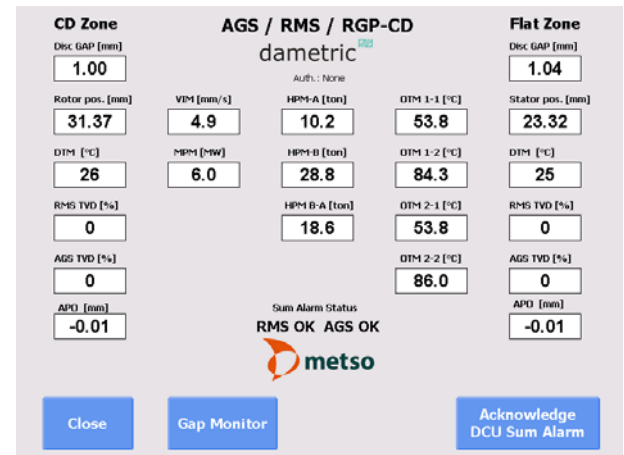 CD Zone AGS / RMS / RGP-CD Flat Zone
Disc GAP [mm] dametric Disc GAP [mm]
1.00 Auth.: None 1.04
Rotor pos. [mm] VIM [mm/s] HPM-A [ton] OTM 1-1 [°C] Stator pos. [mm]
31.37 4.9 10.2 53.8 23.32
DTM [°C] MPM [MW] HPM-B [ton] OTM 1-2 [°C] DTM [°C]
26 6.0 28.8 84.3 25
RMS TVD [%] HPM B-A [ton] OTM 2-1 [°C] RMS TVD [%]
0 18.6 53.8 0
AGS TVD [%] OTM 2-2 [°C] AGS TVD [%]
0 86.0 0
APO [mm] Sum Alarm Status APO [mm]
-0.01 RMS OK AGS OK -0.01
metso
Close Gap Monitor Acknowledge
DCU Sum Alarm